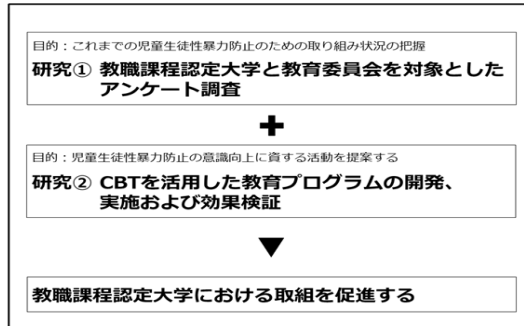 目的：これまでの児童生徒性暴力防止のための取り組み状況の把握
研究① 教職課程認定大学と教育委員会を対象とした
アンケート調査
+
目的：児童生徒性暴力防止の意識向上に資する活動を提案する
研究② CBTを活用した教育プログラムの開発、
実施および効果検証
教職課程認定大学における取組を促進する